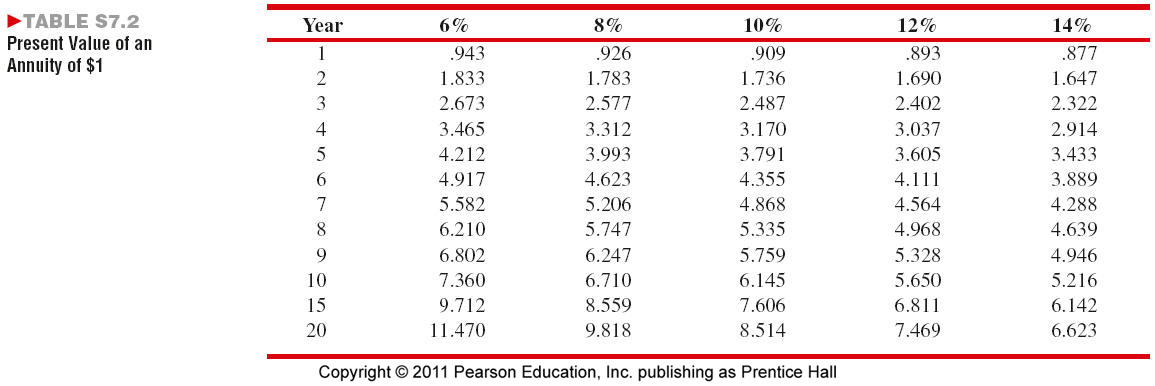 ►TABLE S7.2
Present Value of an
Annuity of $1
Year 6% 8% 10% 12% 14%
1 .943 .926 .909 .893 .877
2 1.833 1.783 1.736 1.690 1.647
3 2.673 2.577 2.487 2.402 2.322
4 3.465 3.312 3.170 3.037 2.914
5 4.212 3.993 3.791 3.605 3.433
6 4.917 4.623 4.355 4.111 3.889
7 5.582 5.206 4.868 4.564 4.288
8 6.210 5.747 5.335 4.968 4.639
9 6.802 6.247 5.759 5.328 4.946
10 7.360 6.710 6.145 5.650 5.216
15 9.712 8.559 7.606 6.811 6.142
20 11.470 9.818 8.514 7.469 6.623
Copyright © 2011 Pearson Education, Inc. publishing as Prentice Hall